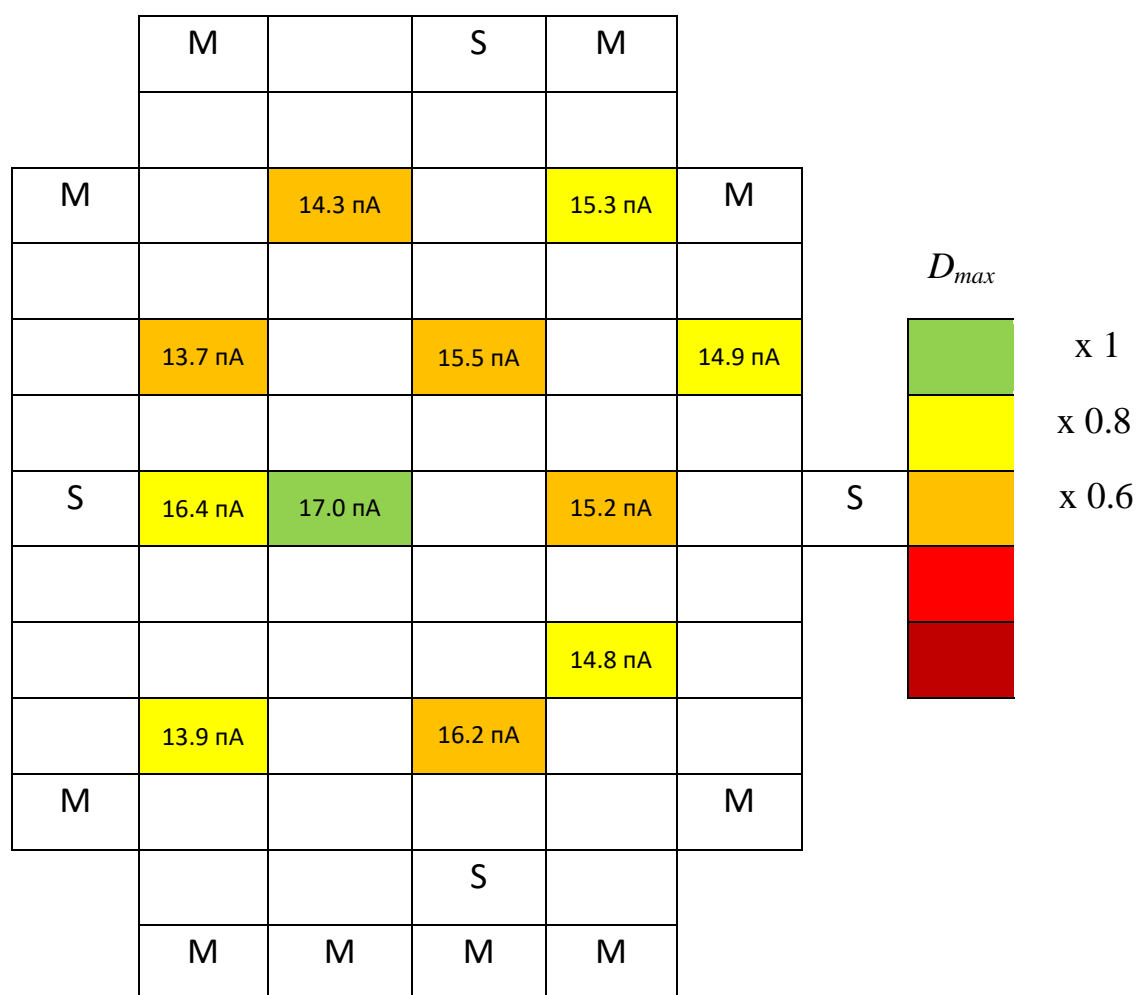 M S M
M 14.3 пА 15.3 пА M
D_max
13.7 пА 15.5 пА 14.9 пА x 1
x 0.8
S 16.4 пА 17.0 пА 15.2 пА S x 0.6
14.8 пА
13.9 пА 16.2 пА
M M
S
M M M M